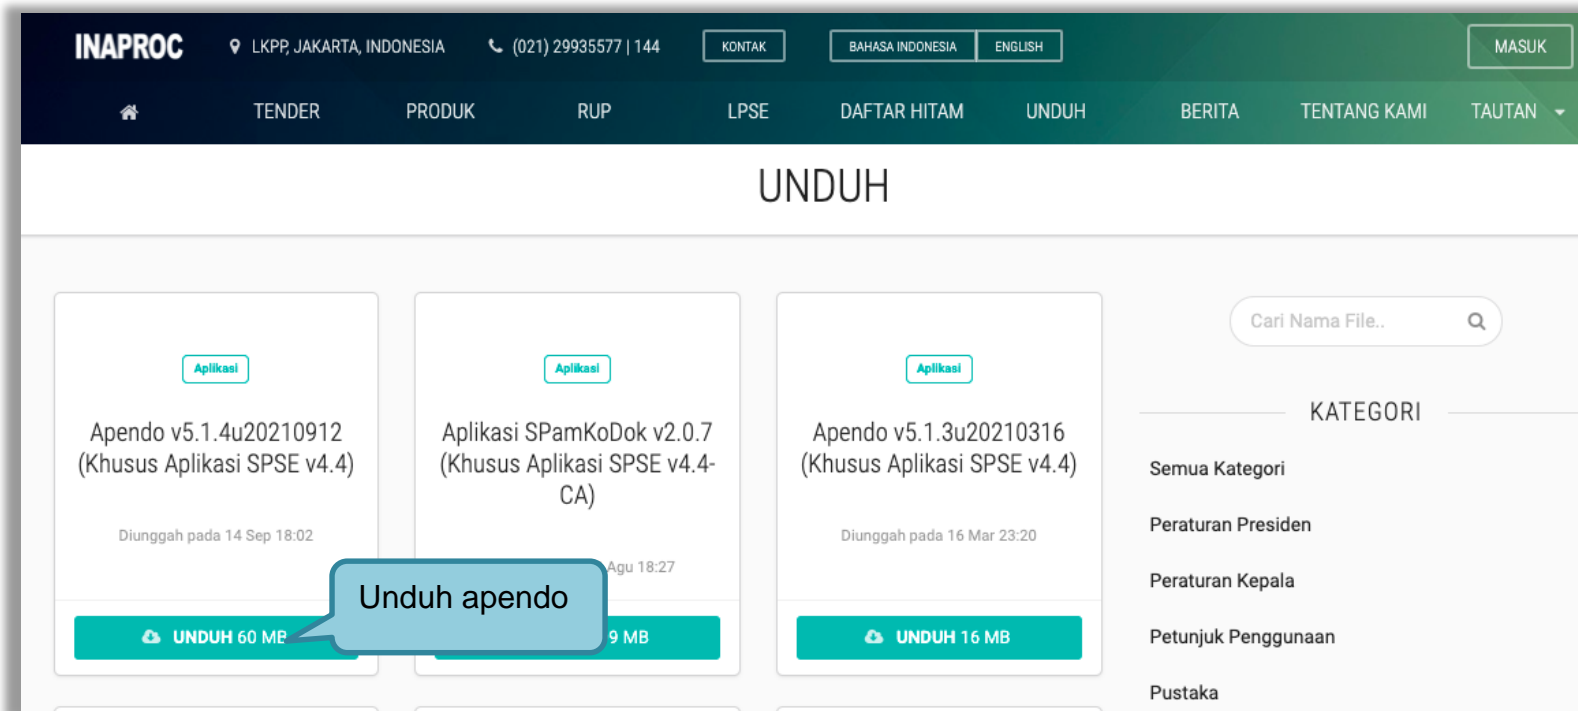 INAPROC
LKPP, JAKARTA, INDONESIA
(021) 29935577 | 144
KONTAK
BAHASA INDONESIA
ENGLISH
MASUK
TENDER
PRODUK
RUP
LPSE
DAFTAR HITAM
UNDUH
BERITA
TENTANG KAMI
TAUTAN
UNDUH
Aplikasi
Apendo v5.1.4u20210912
(Khusus Aplikasi SPSE v4.4)
Diunggah pada 14 Sep 18:02
UNDUH 60 MB
Unduh apendo
Aplikasi
Aplikasi SPamKoDok v2.0.7
(Khusus Aplikasi SPSE v4.4-
CA)
Agu 18:27
9 MB
Aplikasi
Apendo v5.1.3u20210316
(Khusus Aplikasi SPSE v4.4)
Diunggah pada 16 Mar 23:20
UNDUH 16 MB
Cari Nama File..
KATEGORI
Semua Kategori
Peraturan Presiden
Peraturan Kepala
Petunjuk Penggunaan
Pustaka